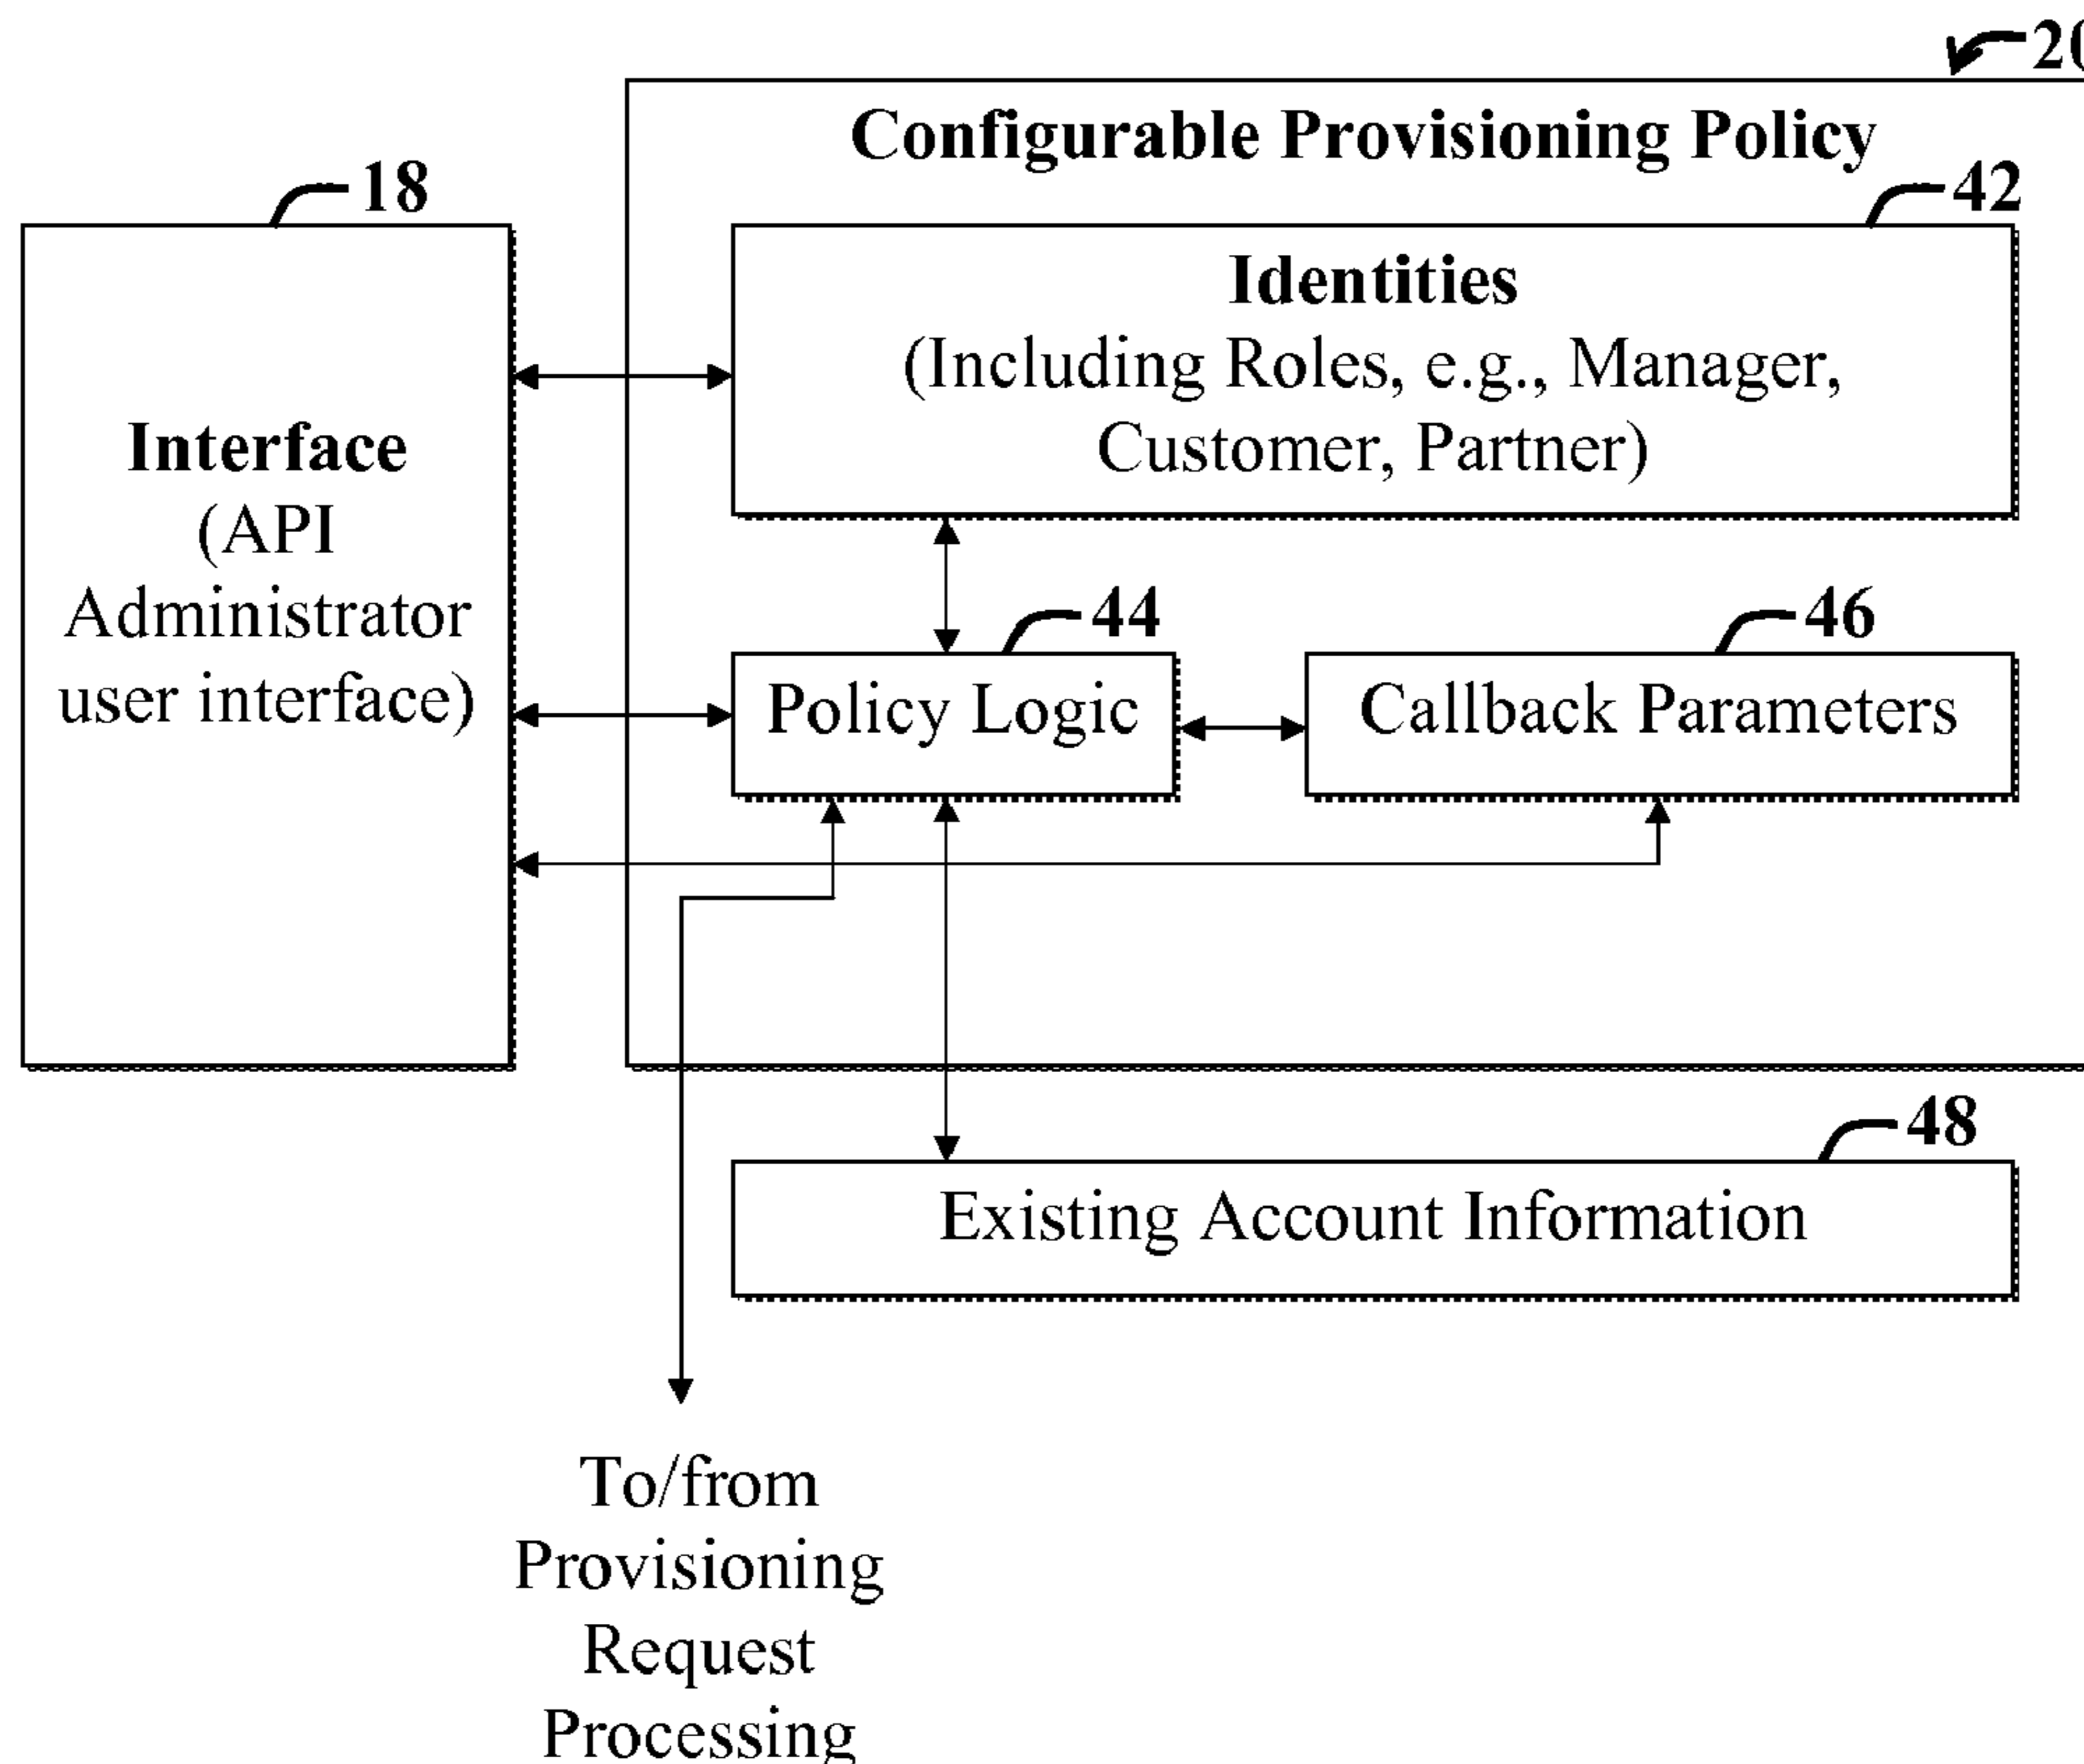 20
Configurable Provisioning Policy
18
42
Identities
(Including Roles, e.g., Manager,
Customer, Partner)
Interface
(API
Administrator
user interface)
44
46
Policy Logic
Callback Parameters
48
Existing Account Information
To/from
Provisioning
Request
Processing